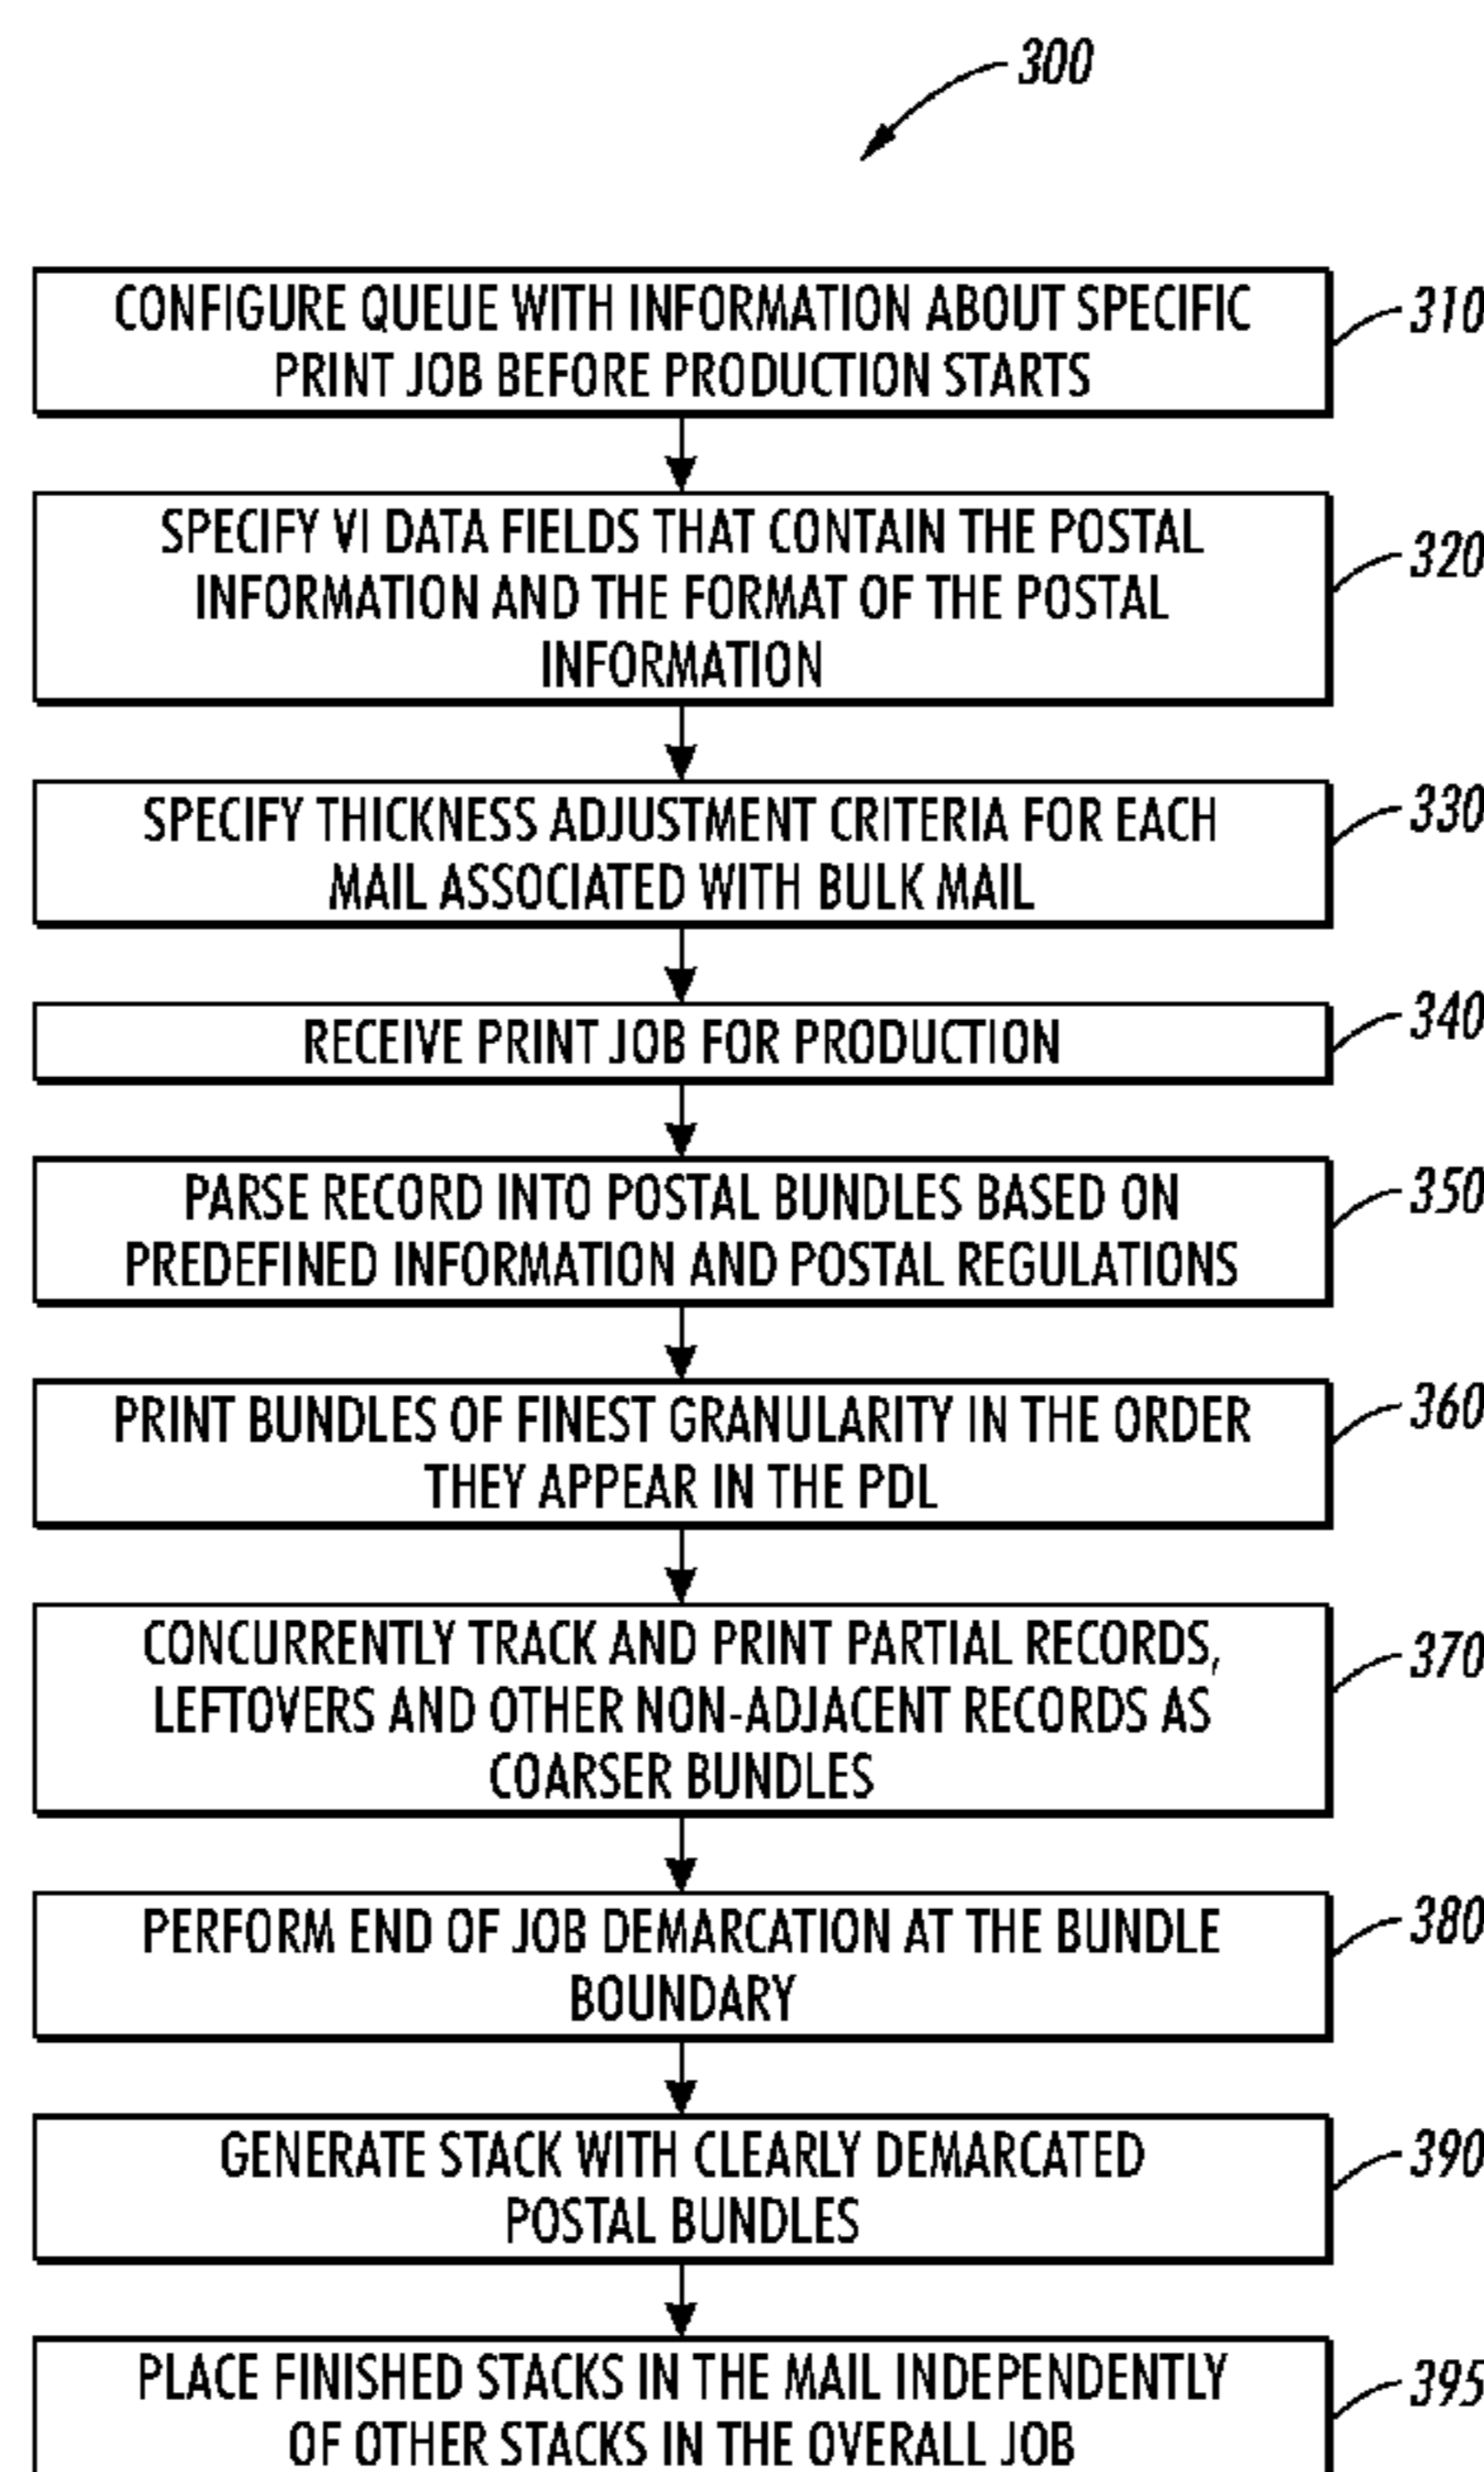 300
CONFIGURE QUEUE WITH INFORMATION ABOUT SPECIFIC
PRINT JOB BEFORE PRODUCTION STARTS
310
SPECIFY VI DATA FIELDS THAT CONTAIN THE POSTAL
INFORMATION AND THE FORMAT OF THE POSTAL
INFORMATION
320
SPECIFY THICKNESS ADJUSTMENT CRITERIA FOR EACH
MAIL ASSOCIATED WITH BULK MAIL
330
RECEIVE PRINT JOB FOR PRODUCTION
340
PARSE RECORD INTO POSTAL BUNDLES BASED ON
PREDEFINED INFORMATION AND POSTAL REGULATIONS
350
PRINT BUNDLES OF FINEST GRANULARITY IN THE ORDER
THEY APPEAR IN THE PDL
360
CONCURRENTLY TRACK AND PRINT PARTIAL RECORDS,
LEFTOVERS AND OTHER NON-ADJACENT RECORDS AS
COARSER BUNDLES
370
PERFORM END OF JOB DEMARCATION AT THE BUNDLE
BOUNDARY
380
GENERATE STACK WITH CLEARLY DEMARCATED
POSTAL BUNDLES
390
PLACE FINISHED STACKS IN THE MAIL INDEPENDENTLY
OF OTHER STACKS IN THE OVERALL JOB
395